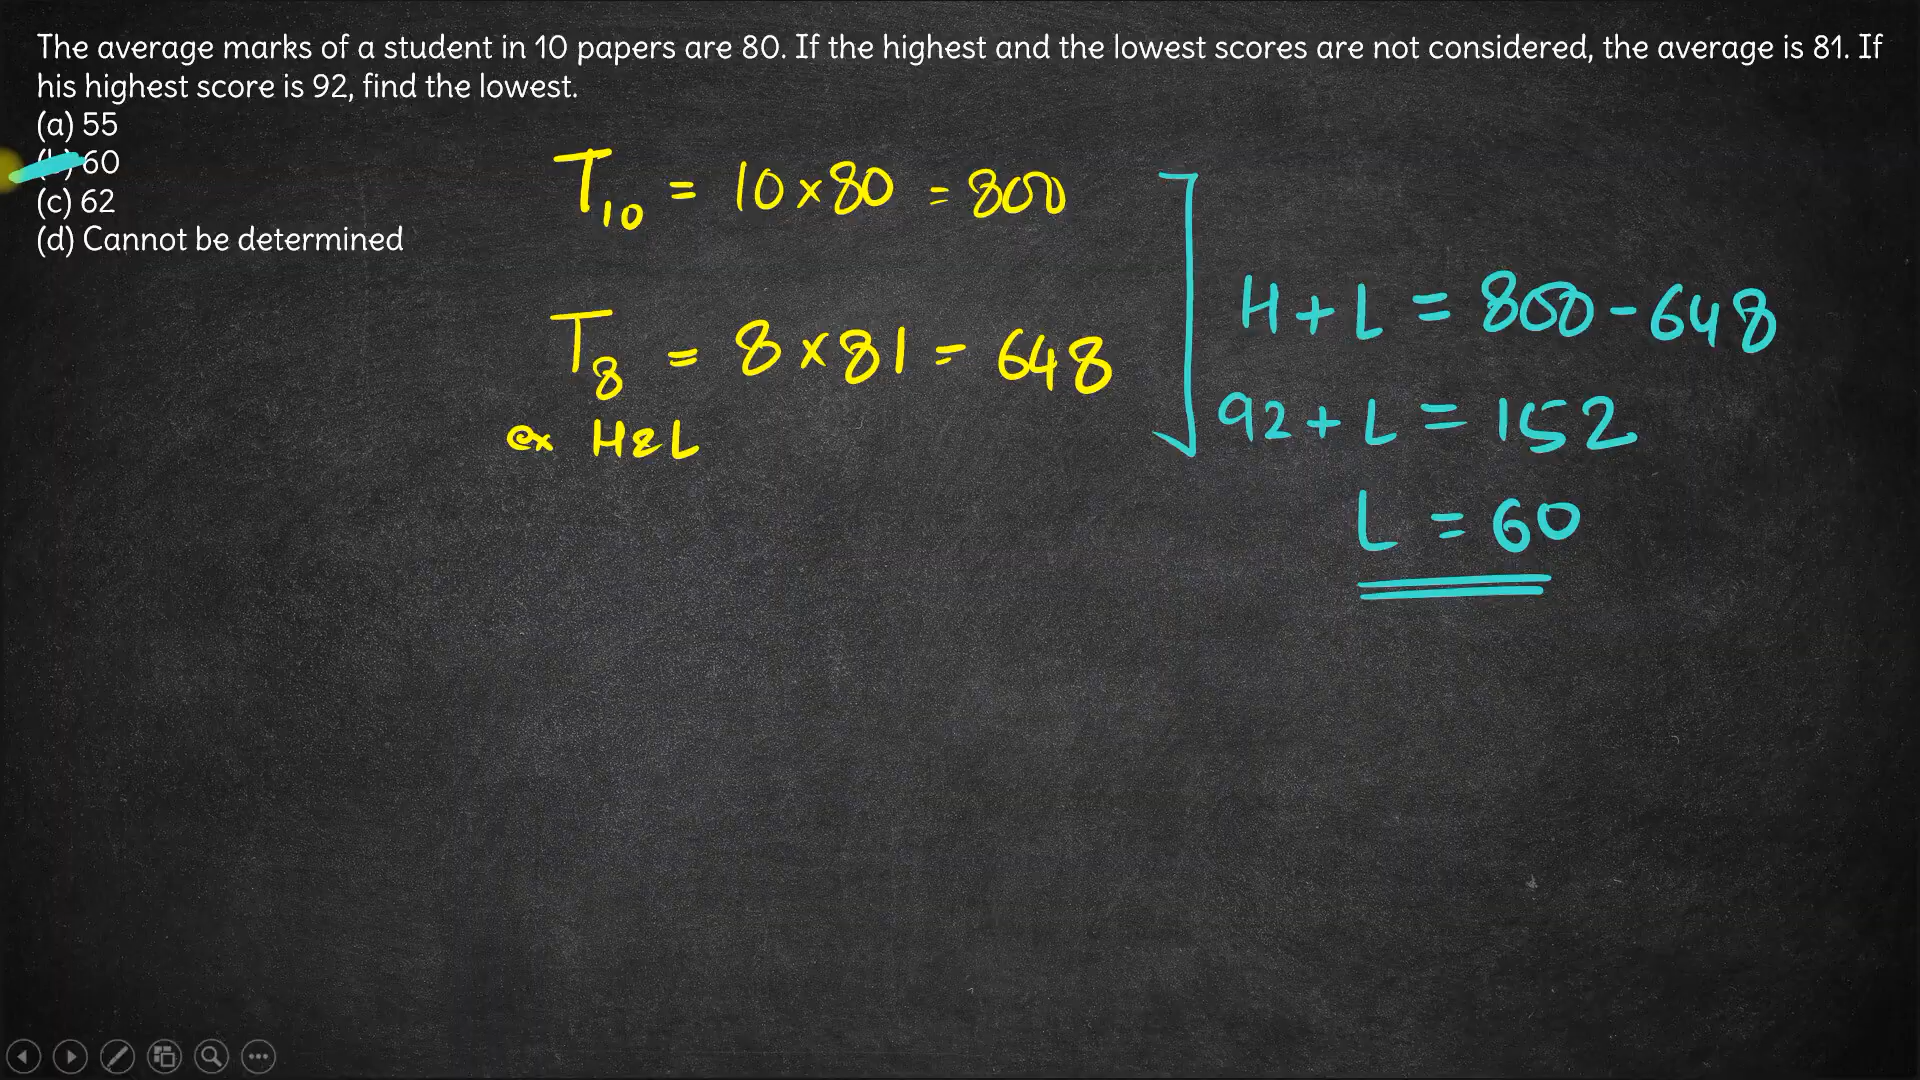 The average marks of a student in 10 papers are 80. If the highest and the lowest scores are not considered, the average is 81. If
his highest score is 92, find the lowest.
(a) 55
(b) 60
(c) 62
(d) Cannot be determined
T₁₀ = 10 × 80 = 800
T₈ = 8 × 81 = 648
ex H & L
H + L = 800 - 648
92 + L = 152
L = 60